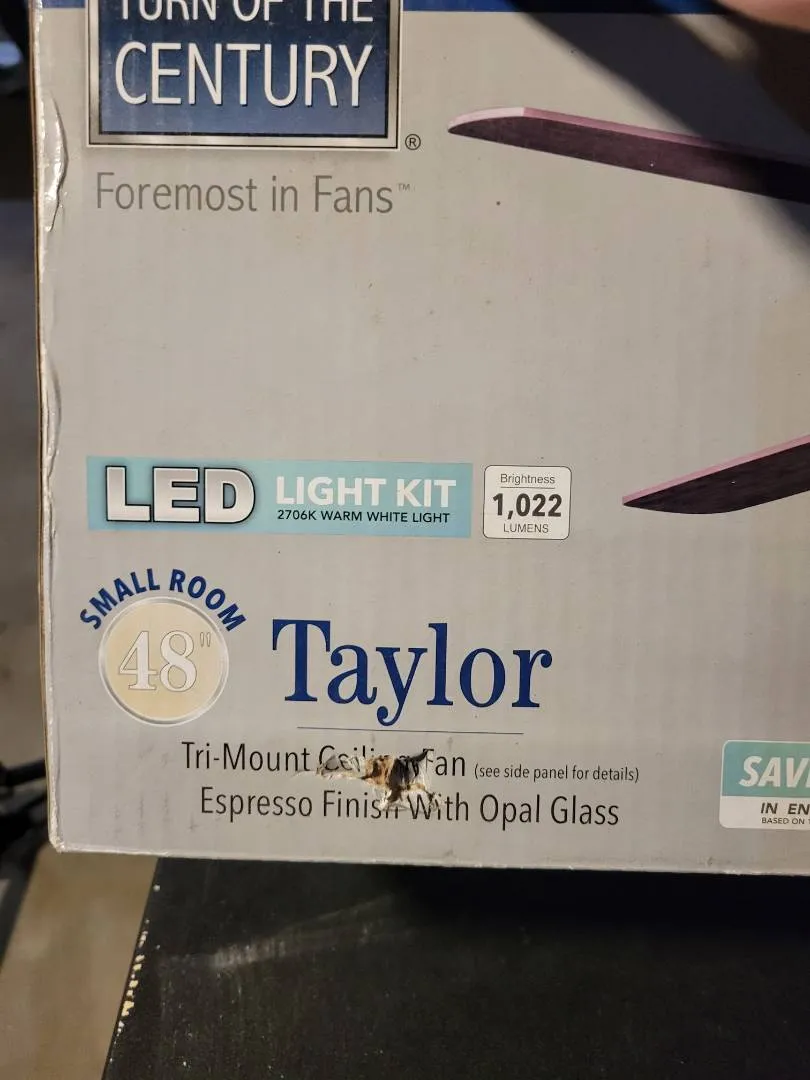 TURN OF THE
CENTURY
®
Foremost in Fans™
LED LIGHT KIT
2706K WARM WHITE LIGHT
Brightness
1,022
LUMENS
SMALL ROOM
48"
Taylor
Tri-Mount Ceiling Fan (see side panel for details)
Espresso Finish With Opal Glass
SAV
IN EN
BASED ON